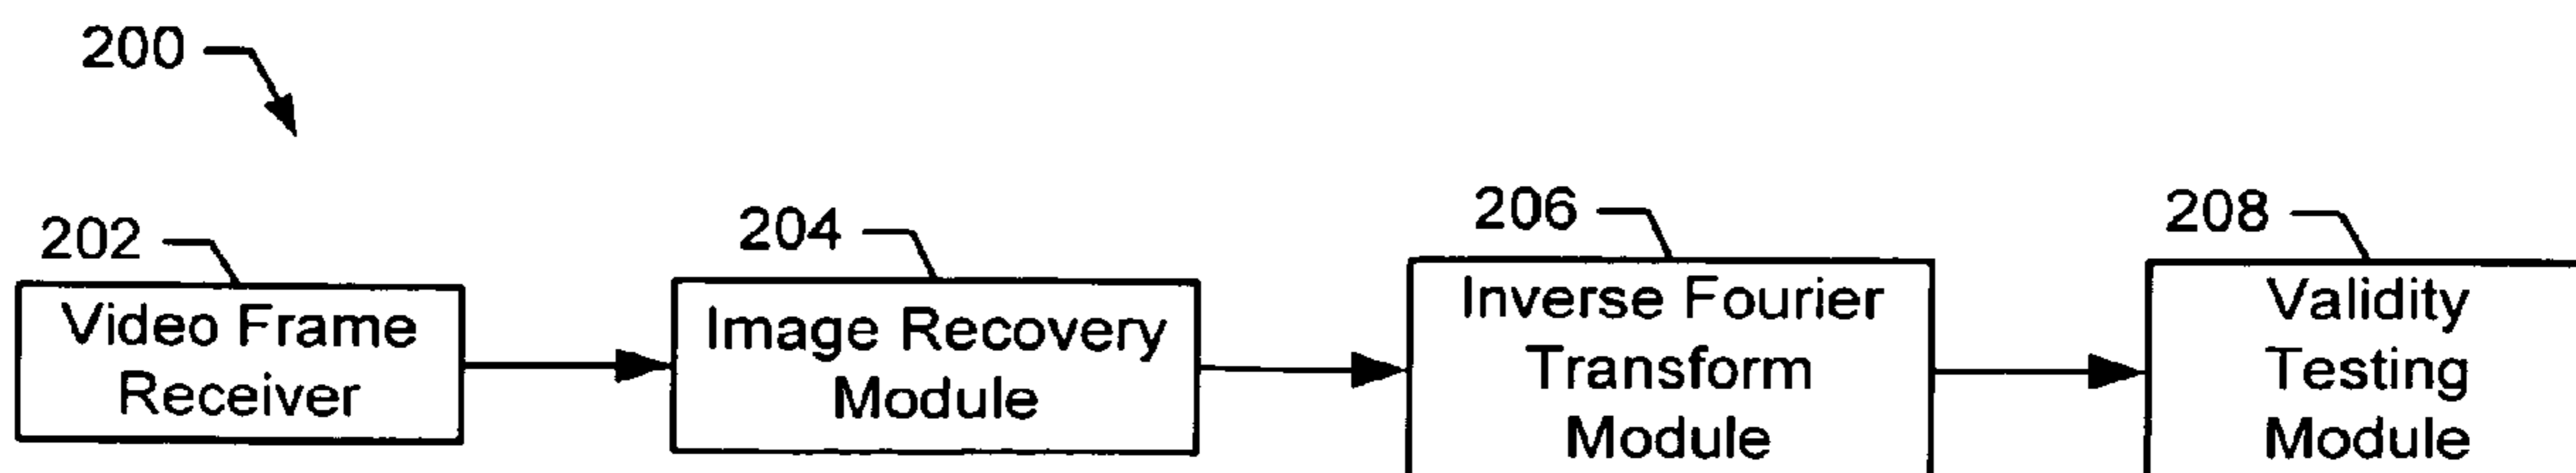 200
202
Video Frame
Receiver
204
Image Recovery
Module
206
Inverse Fourier
Transform
Module
208
Validity
Testing
Module